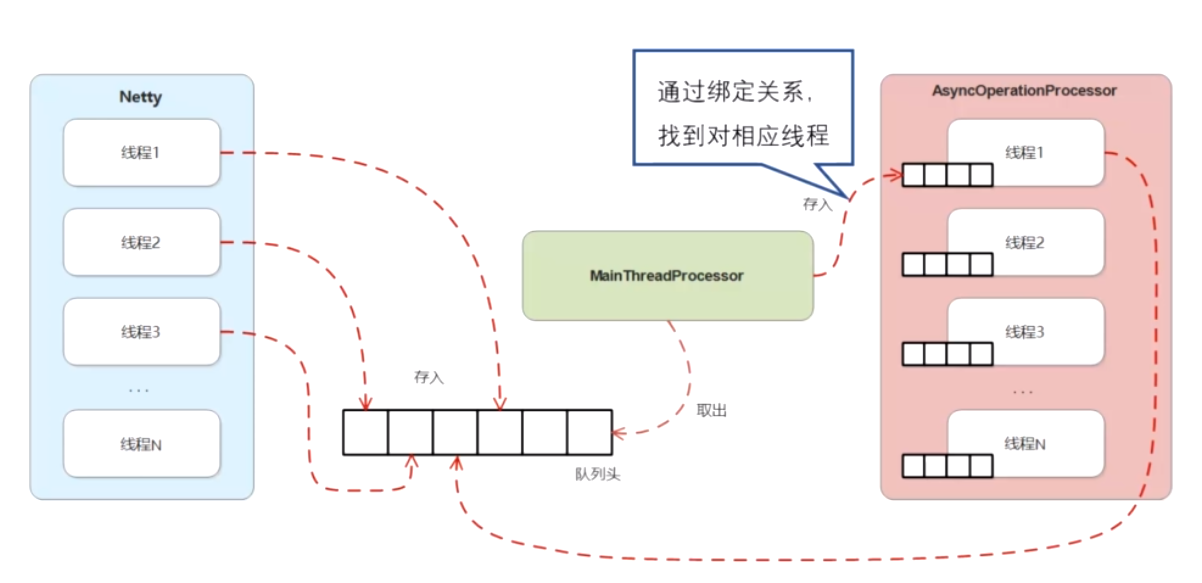 Netty
线程1
线程2
线程3
...
线程N
存入
队列头
取出
MainThreadProcessor
通过绑定关系,
找到对相应线程
存入
AsyncOperationProcessor
线程1
线程2
线程3
...
线程N